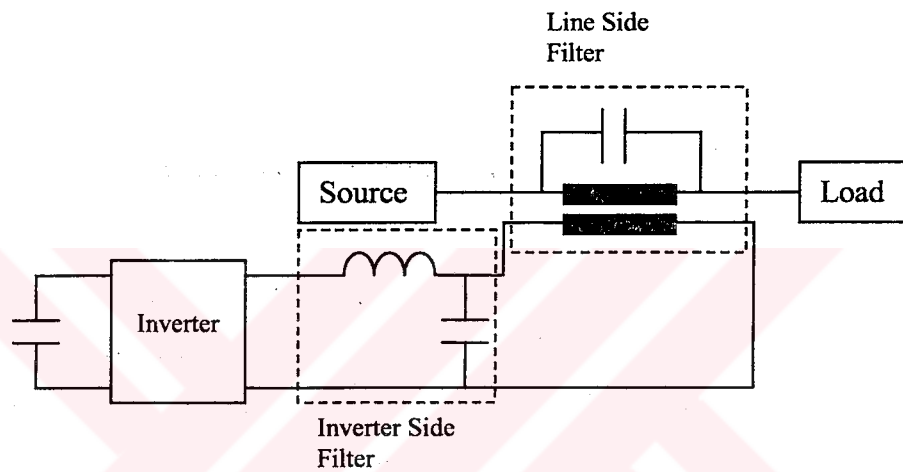 Line Side
Filter
Source
Load
Inverter
Inverter Side
Filter